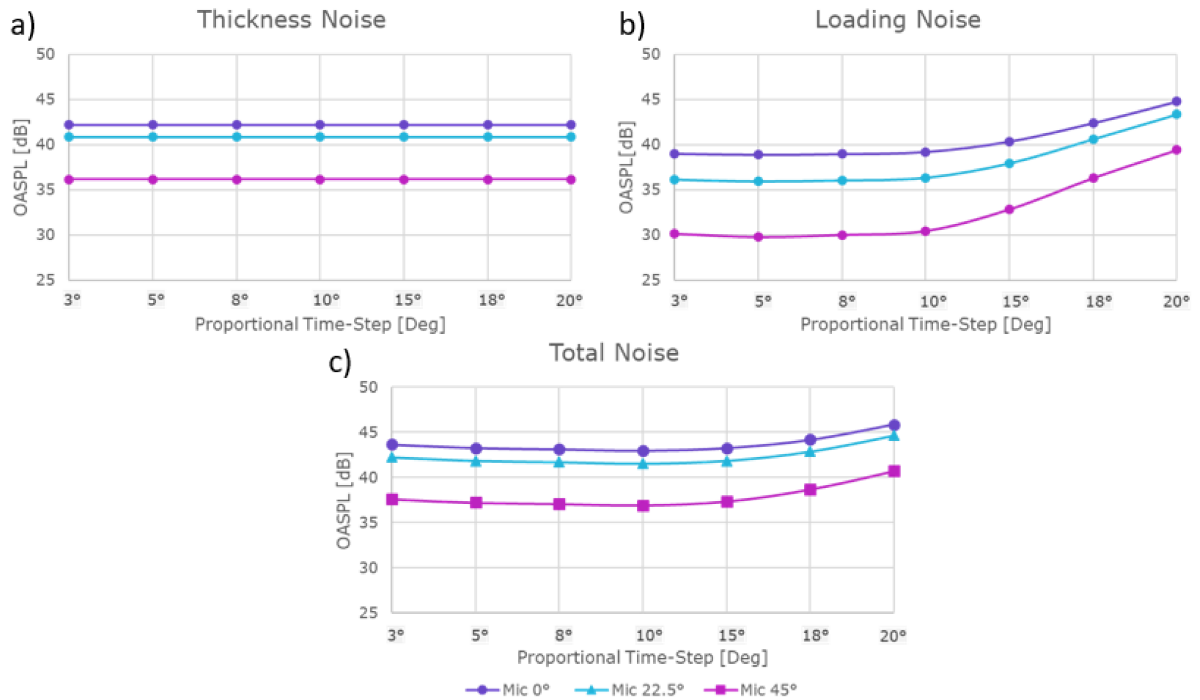 a)
Thickness Noise
OASPL [dB]
50
45
40
35
30
25
3° 5° 8° 10° 15° 18° 20°
Proportional Time-Step [Deg]
b)
Loading Noise
OASPL[dB]
50
45
40
35
30
25
3° 5° 8° 10° 15° 18° 20°
Proportional Time-Step [Deg]
c)
Total Noise
OASPL [dB]
50
45
40
35
30
25
3° 5° 8° 10° 15° 18° 20°
Proportional Time-Step [Deg]
Mic 0° Mic 22.5° Mic 45°